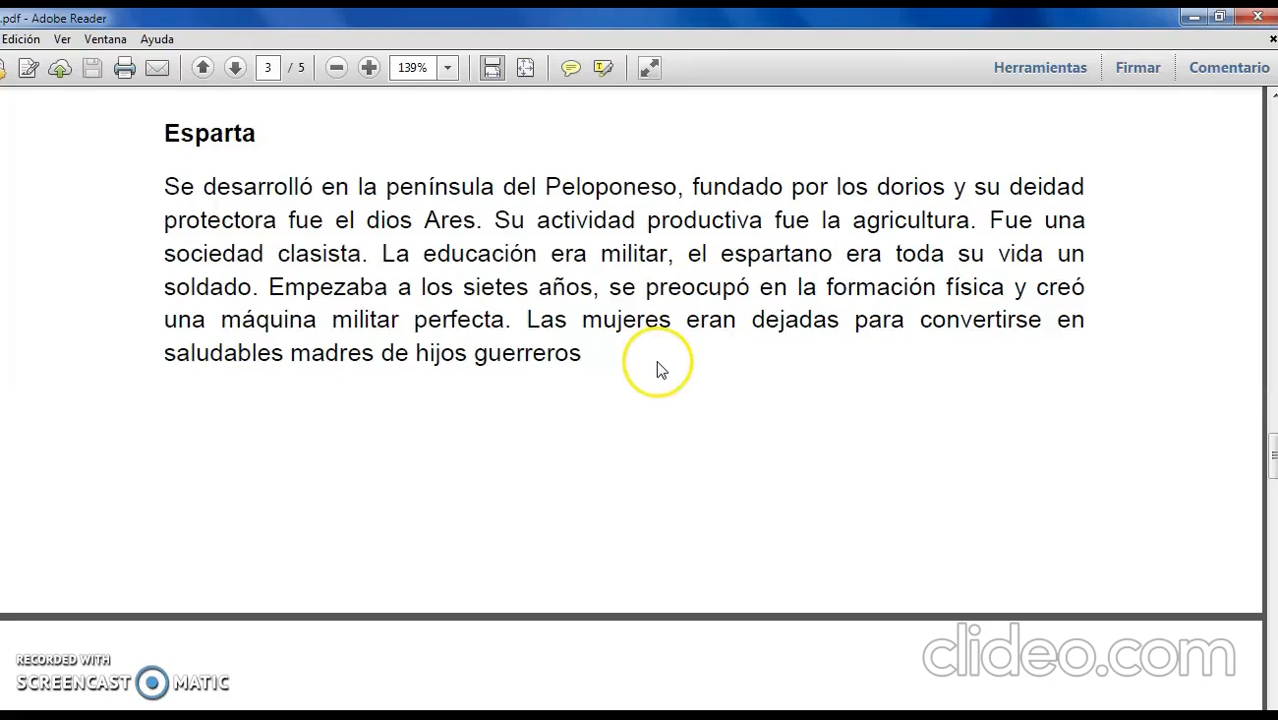 .pdf - Adobe Reader
Edición Ver Ventana Ayuda
3 / 5 139% Herramientas Firmar Comentario
Esparta
Se desarrolló en la península del Peloponeso, fundado por los dorios y su deidad
protectora fue el dios Ares. Su actividad productiva fue la agricultura. Fue una
sociedad clasista. La educación era militar, el espartano era toda su vida un
soldado. Empezaba a los sietes años, se preocupó en la formación física y creó
una máquina militar perfecta. Las mujeres eran dejadas para convertirse en
saludables madres de hijos guerreros
clideo.com
RECORDED WITH
SCREENCAST MATIC